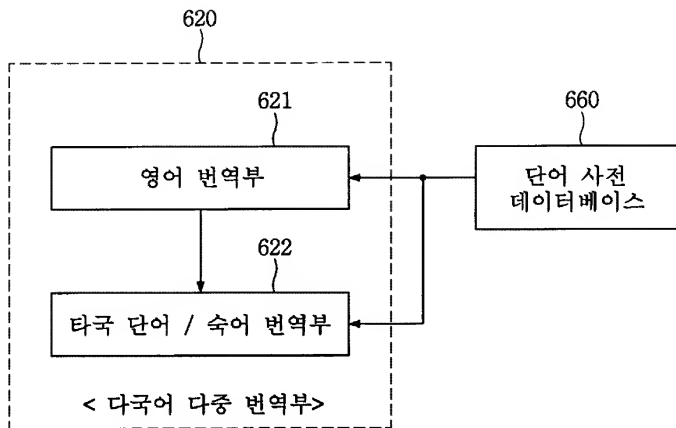 620
621
660
영어 번역부
단어 사전
데이터베이스
622
타국 단어 / 숙어 번역부
< 다국어 다중 번역부>